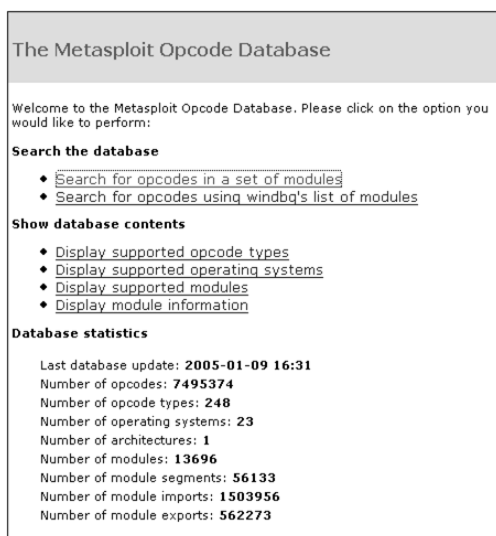 The Metasploit Opcode Database
Welcome to the Metasploit Opcode Database. Please click on the option you
would like to perform:
Search the database
Search for opcodes in a set of modules
Search for opcodes using windbg's list of modules
Show database contents
Display supported opcode types
Display supported operating systems
Display supported modules
Display module information
Database statistics
Last database update: 2005-01-09 16:31
Number of opcodes: 7495374
Number of opcode types: 248
Number of operating systems: 23
Number of architectures: 1
Number of modules: 13696
Number of module segments: 56133
Number of module imports: 1503956
Number of module exports: 562273